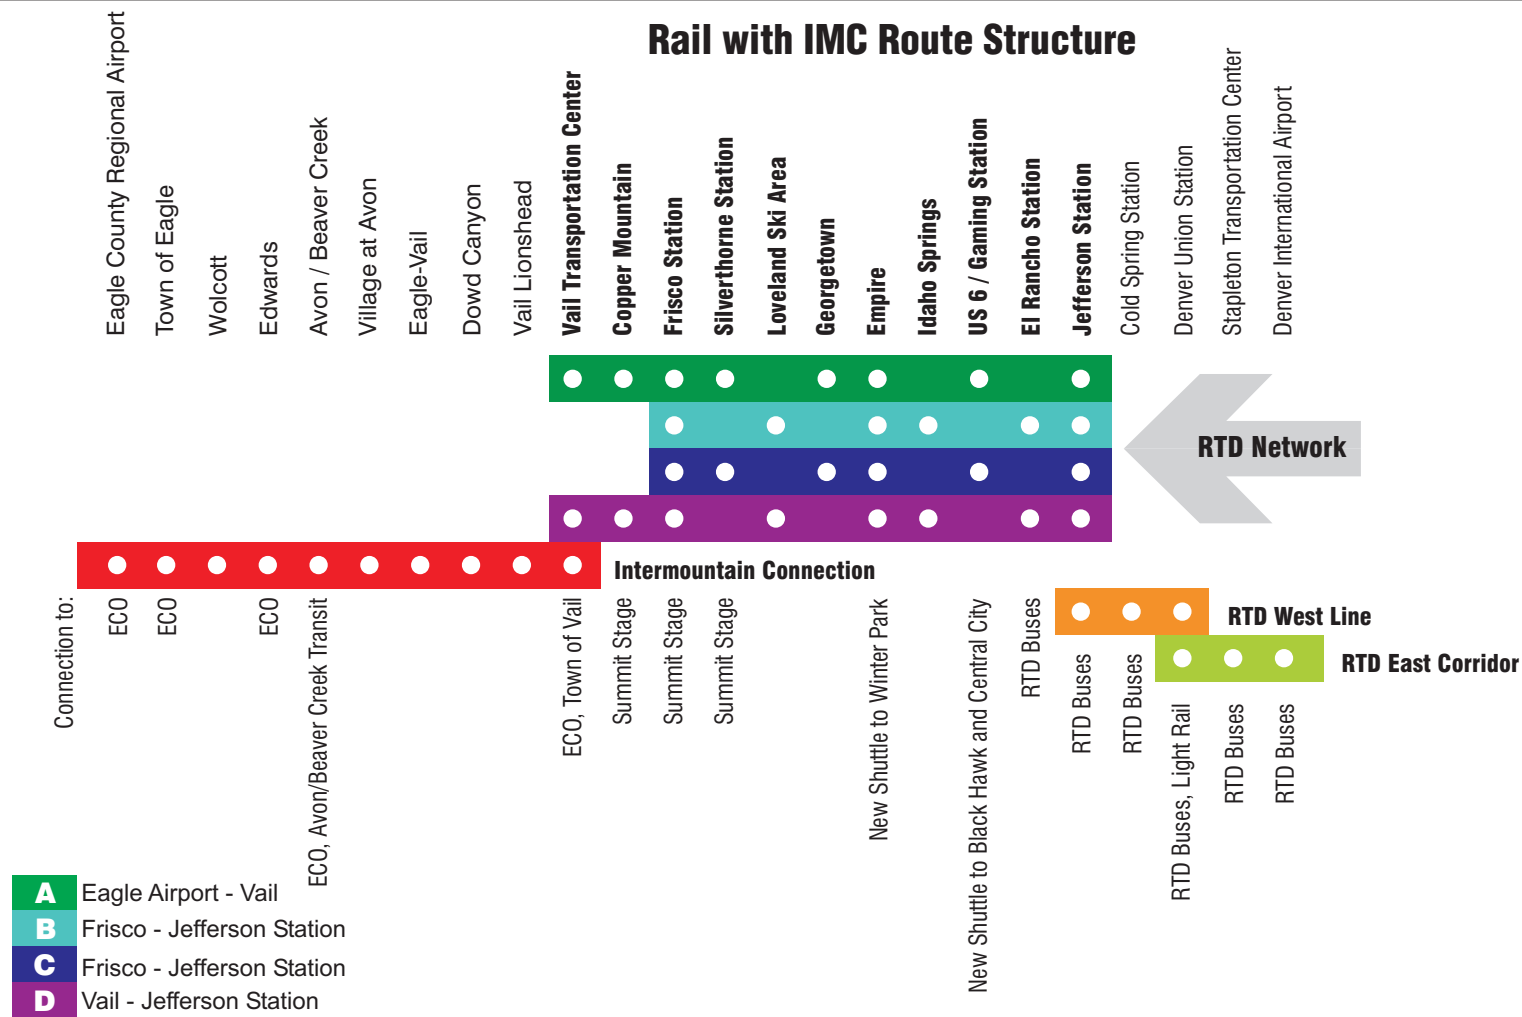 Rail with IMC Route Structure
Eagle County Regional Airport
Town of Eagle
Wolcott
Edwards
Avon / Beaver Creek
Village at Avon
Eagle-Vail
Dowd Canyon
Vail Lionshead
Vail Transportation Center
Copper Mountain
Frisco Station
Silverthorne Station
Loveland Ski Area
Georgetown
Empire
Idaho Springs
US 6 / Gaming Station
El Rancho Station
Jefferson Station
Cold Spring Station
Denver Union Station
Stapleton Transportation Center
Denver International Airport
RTD Network
Intermountain Connection
RTD West Line
RTD East Corridor
Connection to:
ECO
ECO
ECO
ECO, Avon/Beaver Creek Transit
ECO, Town of Vail
Summit Stage
Summit Stage
Summit Stage
New Shuttle to Winter Park
New Shuttle to Black Hawk and Central City
RTD Buses
RTD Buses
RTD Buses
RTD Buses, Light Rail
RTD Buses
RTD Buses
A Eagle Airport - Vail
B Frisco - Jefferson Station
C Frisco - Jefferson Station
D Vail - Jefferson Station